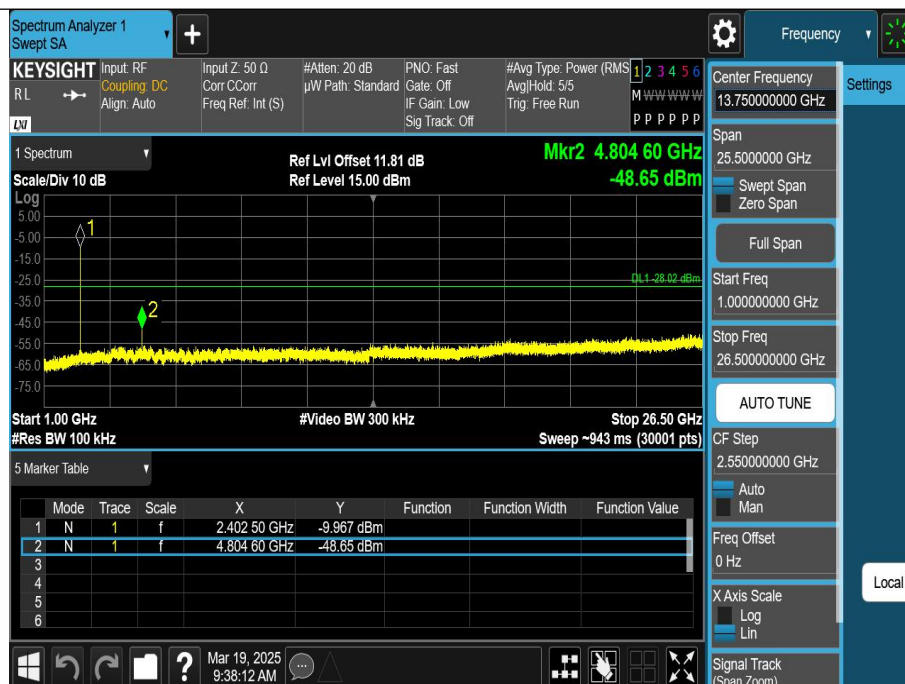 Spectrum Analyzer 1
Swept SA
+
Frequency
KEYSIGHT
RL
LXI
Input: RF
Coupling: DC
Align: Auto
Input Z: 50 Ω
Corr CCorr
Freq Ref: Int (S)
#Atten: 20 dB
µW Path: Standard
PNO: Fast
Gate: Off
IF Gain: Low
Sig Track: Off
#Avg Type: Power (RMS
Avg|Hold: 5/5
Trig: Free Run
1 2 3 4 5 6
M W W W W W
P P P P P P
1 Spectrum
Scale/Div 10 dB
Ref Lvl Offset 11.81 dB
Ref Level 15.00 dBm
Mkr2 4.804 60 GHz
-48.65 dBm
Log
5.00
-5.00
-15.0
-25.0
-35.0
-45.0
-55.0
-65.0
-75.0
1
2
DL1 -28.02 dBm
Start 1.00 GHz
#Res BW 100 kHz
#Video BW 300 kHz
Stop 26.50 GHz
Sweep ~943 ms (30001 pts)
5 Marker Table
Mode Trace Scale X Y Function Function Width Function Value
1 N 1 f 2.402 50 GHz -9.967 dBm
2 N 1 f 4.804 60 GHz -48.65 dBm
3
4
5
6
?
Mar 19, 2025
9:38:12 AM
Center Frequency
13.750000000 GHz
Span
25.5000000 GHz
Swept Span
Zero Span
Full Span
Start Freq
1.000000000 GHz
Stop Freq
26.500000000 GHz
AUTO TUNE
CF Step
2.550000000 GHz
Auto
Man
Freq Offset
0 Hz
X Axis Scale
Log
Lin
Signal Track
(Span Zoom)
Settings
Local